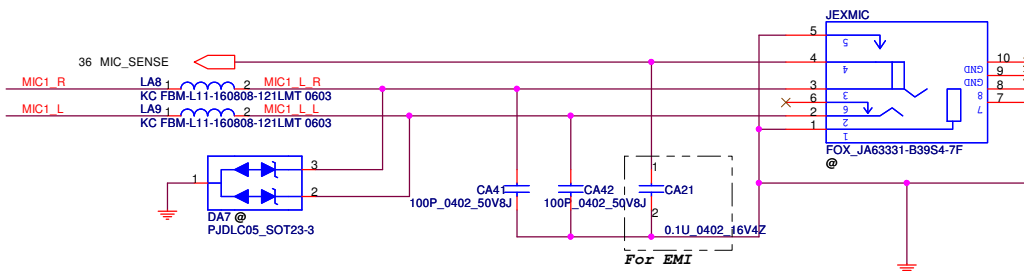 JEXMIC
5
5
36 MIC_SENSE
4
4
10
GND
9
MIC1_R
LA8
1
2
MIC1_L_R
3
3
GND
8
KC FBM-L11-160808-121LMT 0603
6
6
8
7
MIC1_L
LA9
1
2
MIC1_L_L
2
2
7
KC FBM-L11-160808-121LMT 0603
1
1
FOX_JA63331-B39S4-7F
@
3
1
1
2
CA41
CA42
CA21
100P_0402_50V8J
100P_0402_50V8J
2
DA7 @
PJDLC05_SOT23-3
0.1U_0402_16V4Z
For EMI